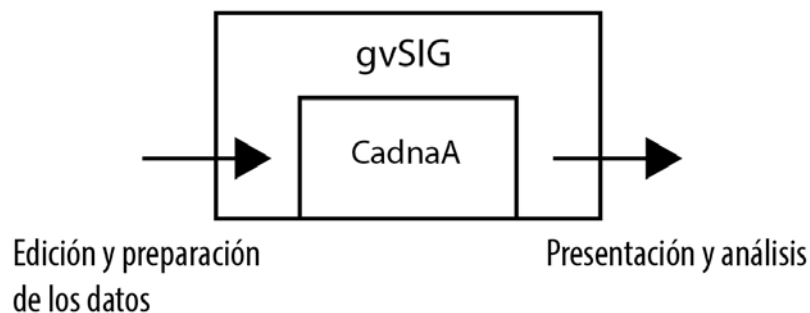 gvSIG
CadnaA
Edición y preparación
de los datos
Presentación y análisis